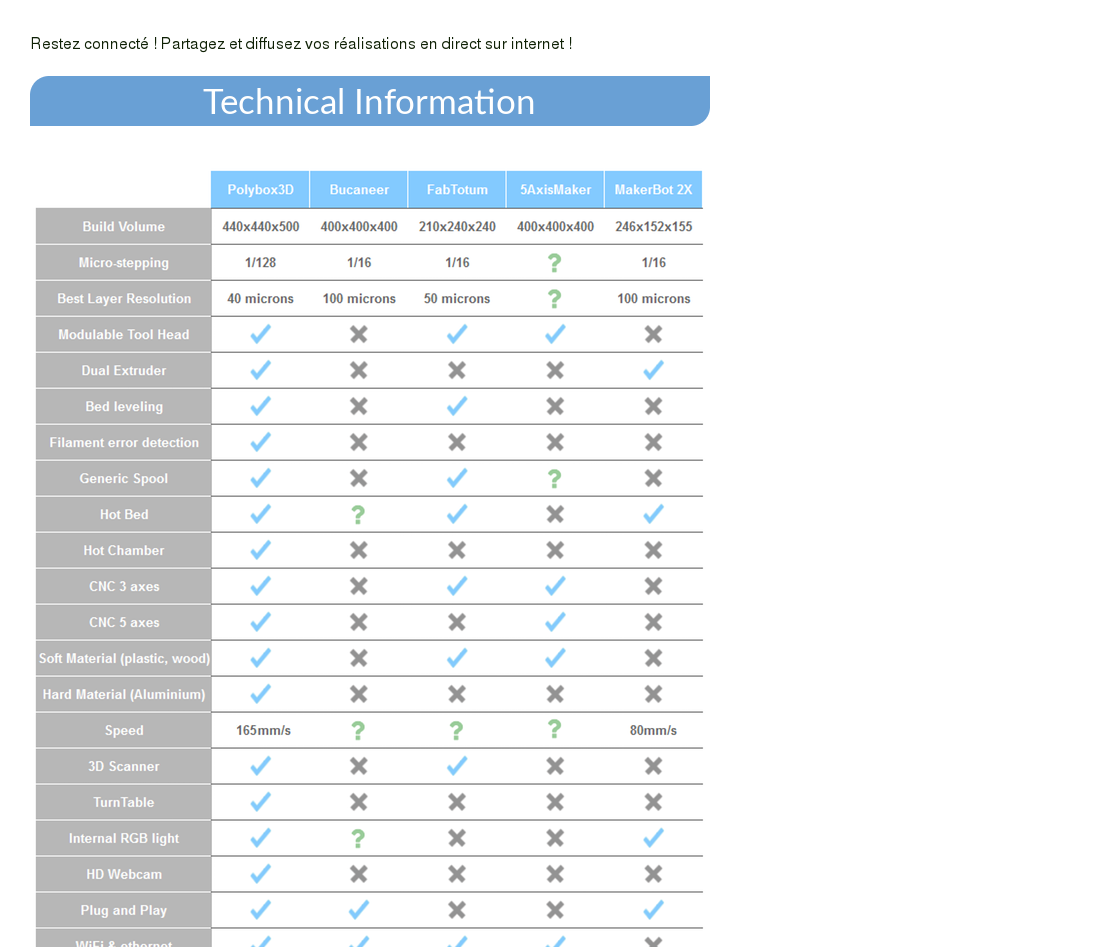 Restez connecté ! Partagez et diffusez vos réalisations en direct sur internet !
Technical Information
Polybox3D Bucaneer FabTotum 5AxisMaker MakerBot 2X
Build Volume 440x440x500 400x400x400 210x240x240 400x400x400 246x152x155
Micro-stepping 1/128 1/16 1/16 ? 1/16
Best Layer Resolution 40 microns 100 microns 50 microns ? 100 microns
Modulable Tool Head
Dual Extruder
Bed leveling
Filament error detection
Generic Spool ?
Hot Bed ?
Hot Chamber
CNC 3 axes
CNC 5 axes
Soft Material (plastic, wood)
Hard Material (Aluminium)
Speed 165mm/s ? ? ? 80mm/s
3D Scanner
TurnTable
Internal RGB light ?
HD Webcam
Plug and Play
WiFi & ethernet